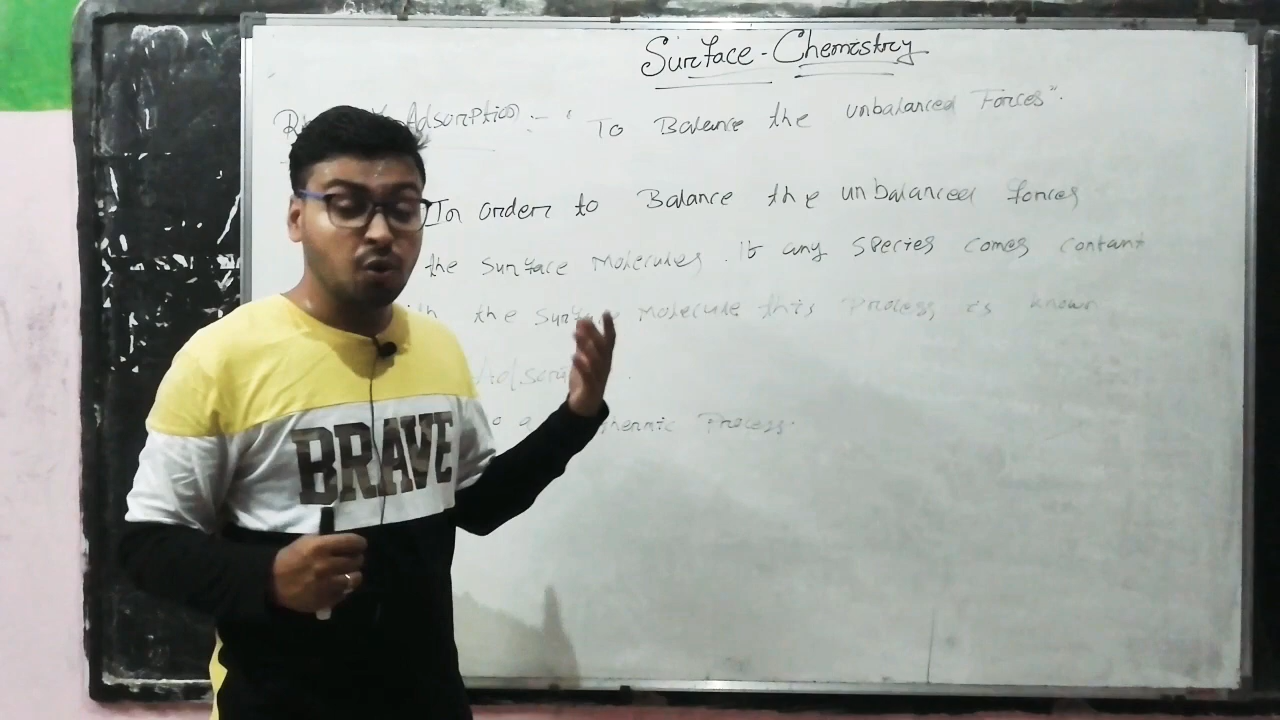 Surface - Chemistry
Adsorption :- " To Balance the unbalanced Forces".
In order to Balance the unbalanced forces
the surface Molecules. If any species comes contant
the surface Molecule this process is known
Process.
BRAVE